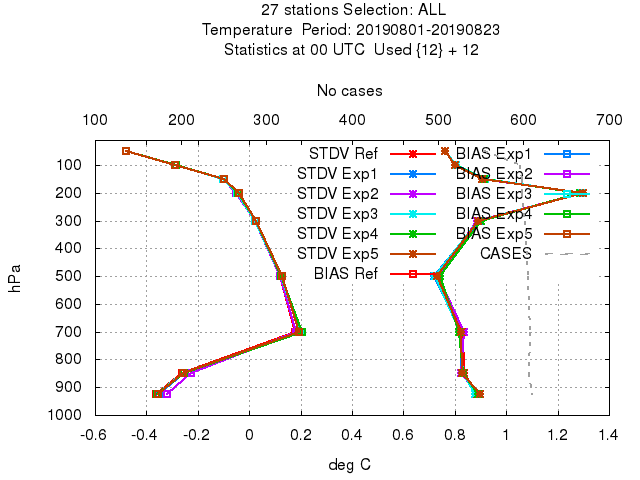 27 stations Selection: ALL
Temperature  Period: 20190801-20190823
Statistics at 00 UTC  Used {12} + 12
No cases
100 200 300 400 500 600 700
STDV Ref BIAS Exp1
100 STDV Exp1 BIAS Exp2
200 STDV Exp2 BIAS Exp3
300 STDV Exp3 BIAS Exp4
400 STDV Exp4 BIAS Exp5
STDV Exp5 CASES
500 BIAS Ref
hPa
600
700
800
900
1000
-0.6 -0.4 -0.2 0 0.2 0.4 0.6 0.8 1 1.2 1.4
deg C